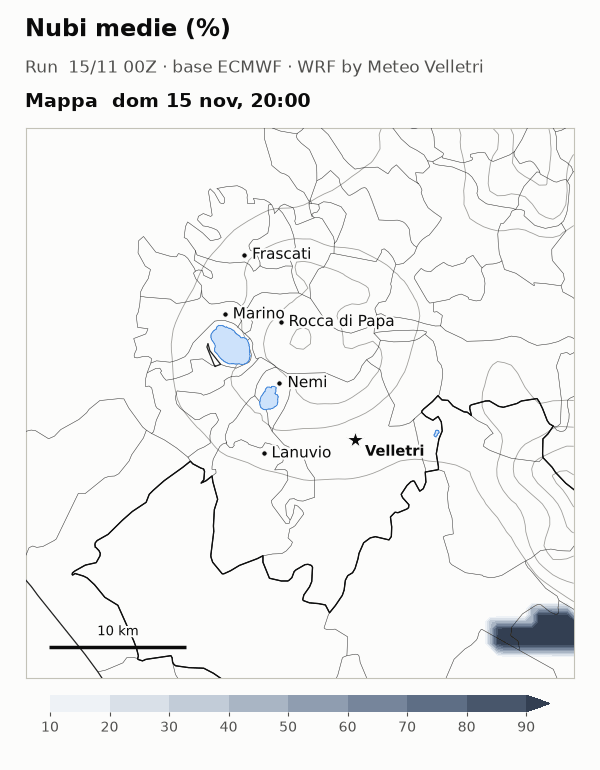 Nubi medie (%)
Run  15/11 00Z · base ECMWF · WRF by Meteo Velletri
Mappa  dom 15 nov, 20:00
Frascati
Marino
Rocca di Papa
Nemi
Velletri
Lanuvio
10 km
10 20 30 40 50 60 70 80 90